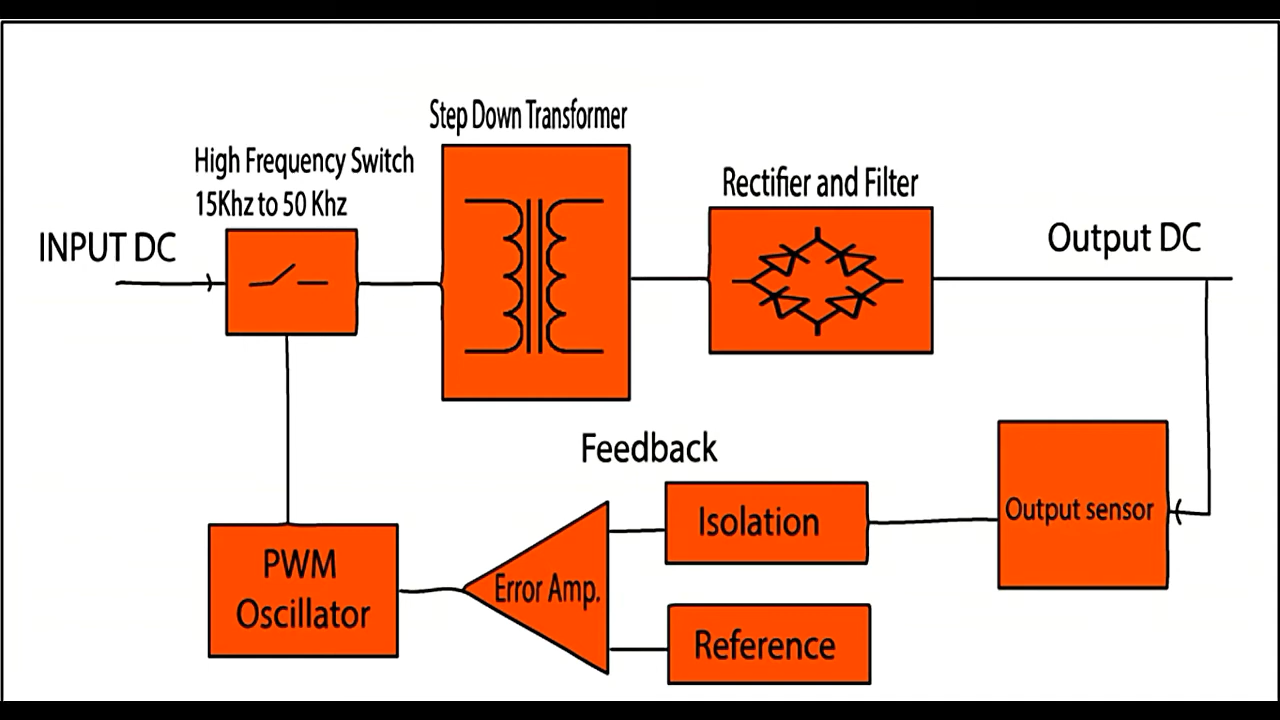 Step Down Transformer
High Frequency Switch
15Khz to 50 Khz
Rectifier and Filter
INPUT DC
Output DC
Feedback
Output sensor
Isolation
PWM
Oscillator
Error Amp.
Reference